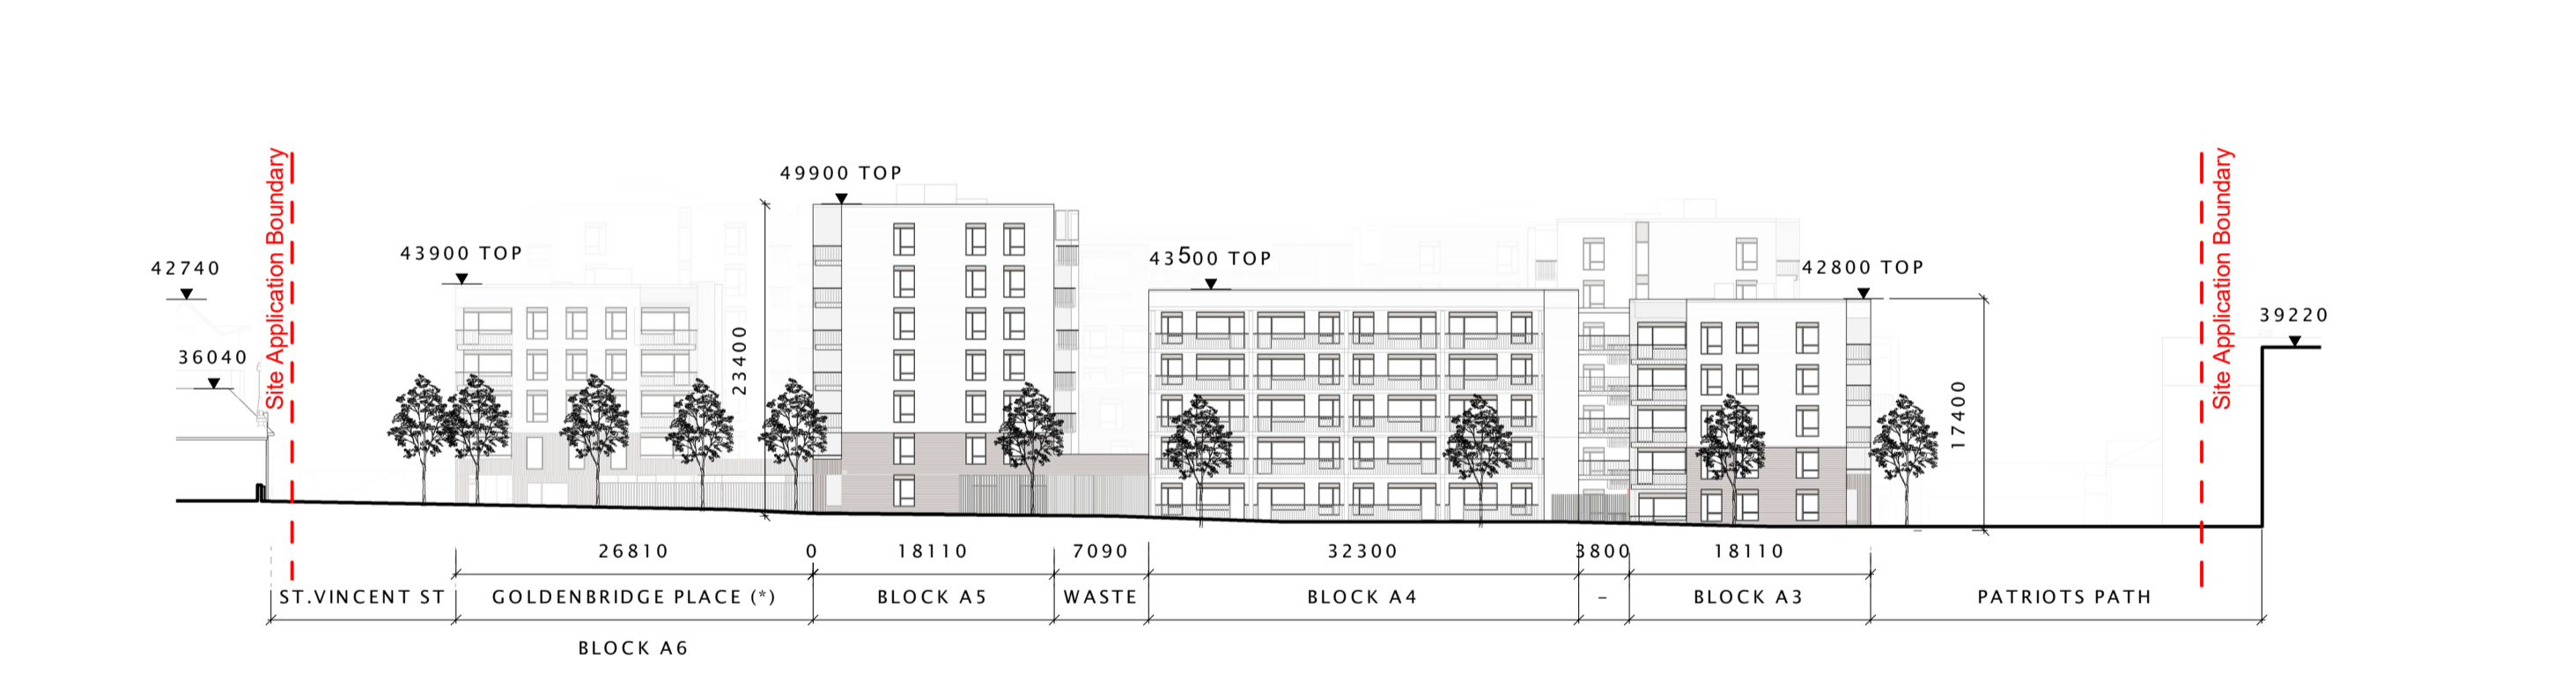 Site Application Boundary
Site Application Boundary
49900 TOP
43900 TOP
43500 TOP
42740
42800 TOP
39220
36040
23400
17400
26810
0
18110
7090
32300
3800
18110
ST.VINCENT ST
GOLDENBRIDGE PLACE (*)
BLOCK A5
WASTE
BLOCK A4
–
BLOCK A3
PATRIOTS PATH
BLOCK A6